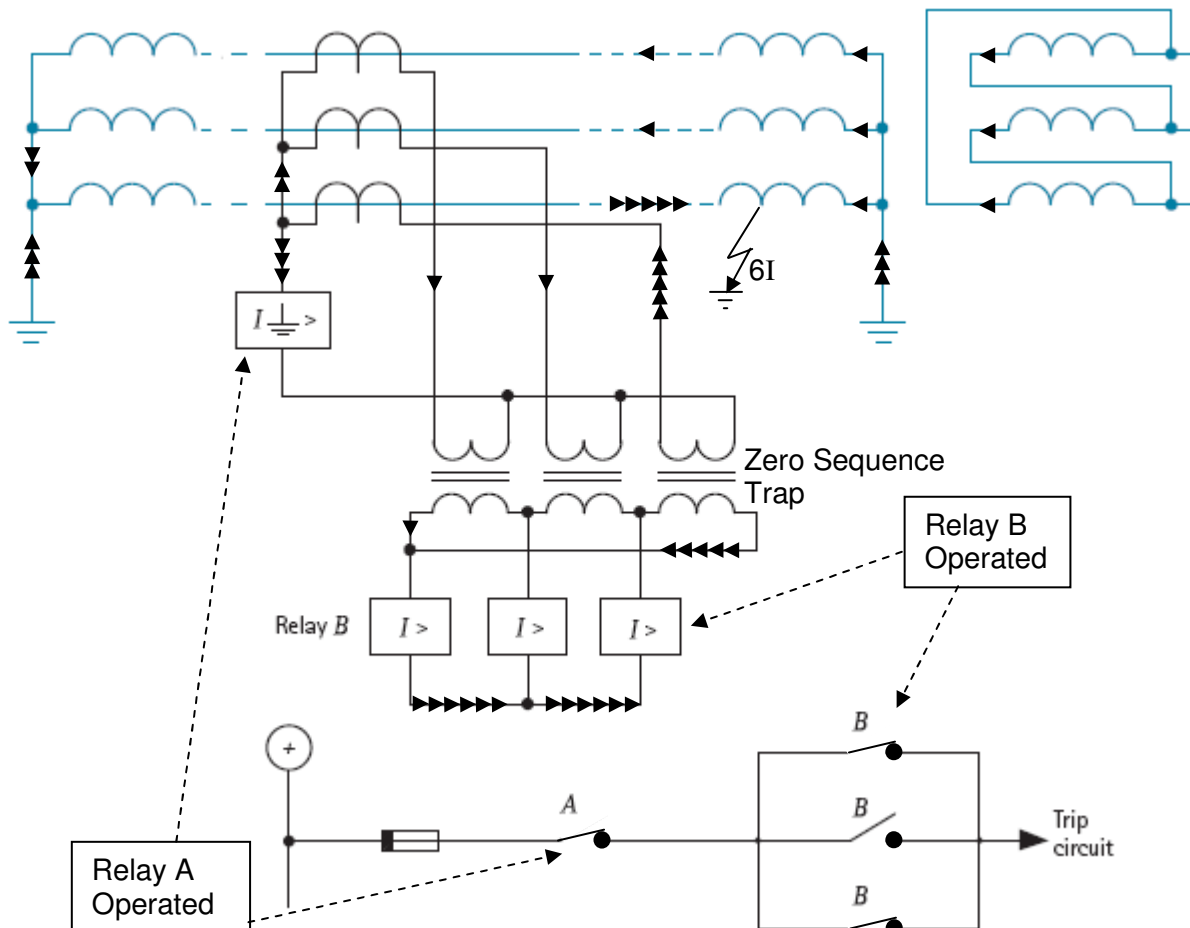 6I
I >
Zero Sequence
Trap
Relay B
Operated
Relay B
I >
I >
I >
B
+
A
B
Trip
circuit
Relay A
Operated
B